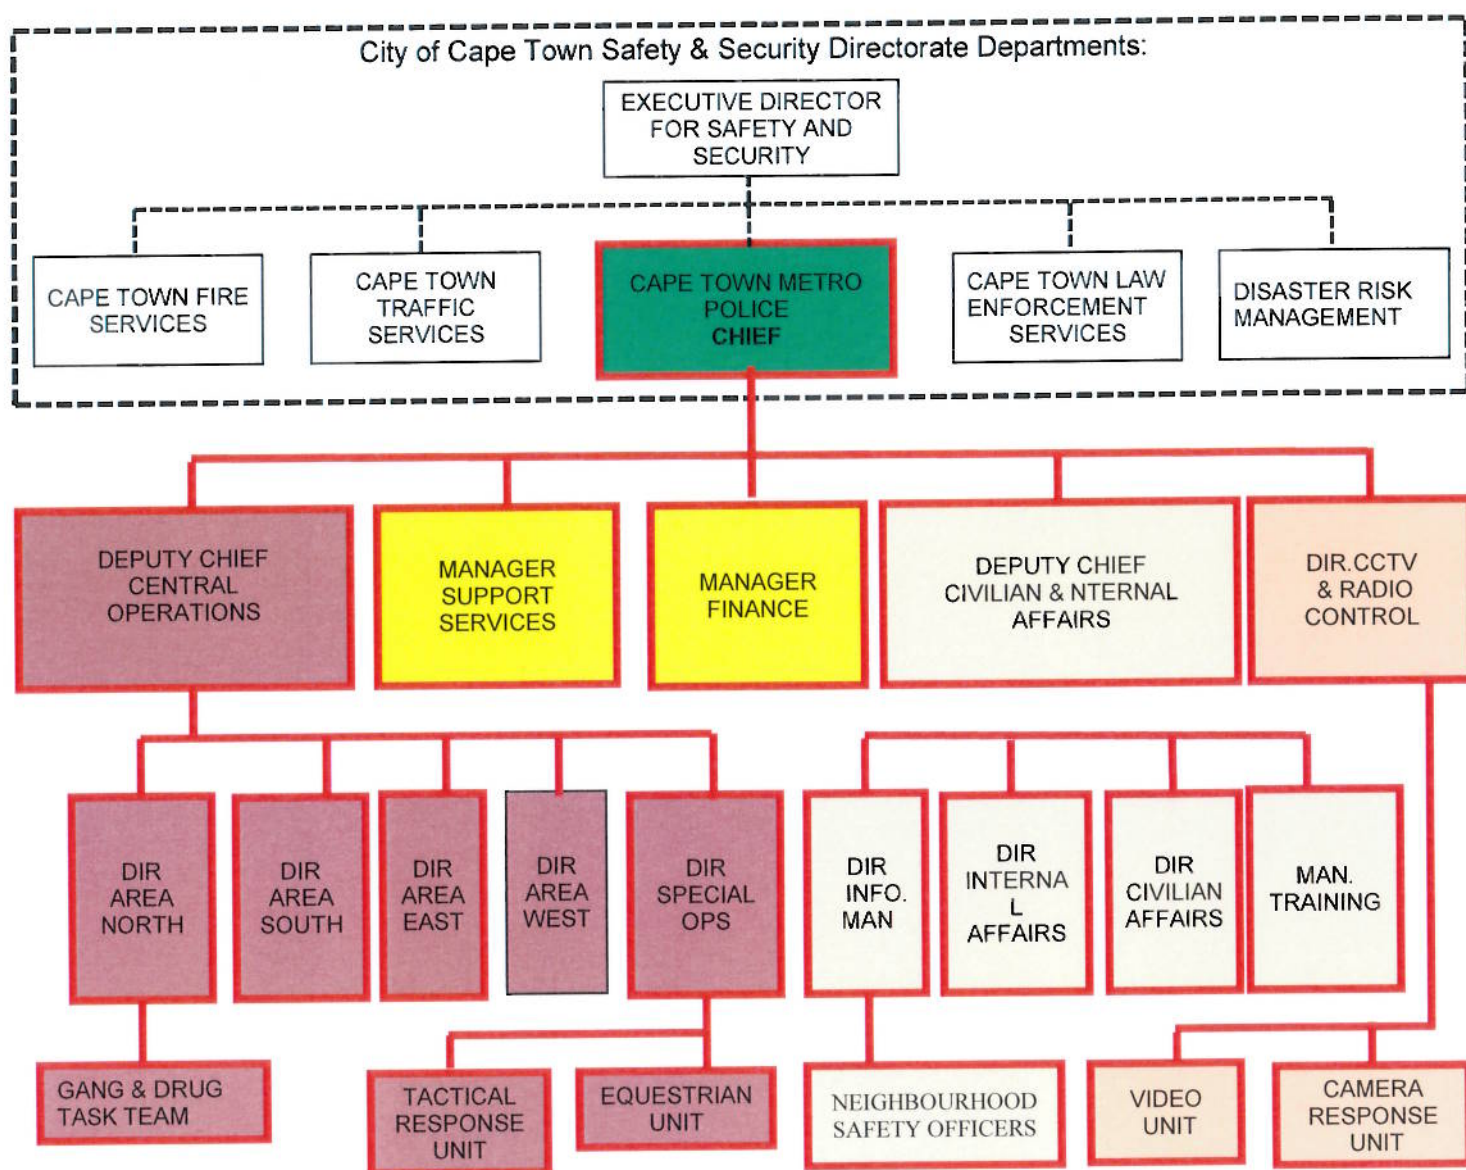 City of Cape Town Safety & Security Directorate Departments:
EXECUTIVE DIRECTOR
FOR SAFETY AND
SECURITY
CAPE TOWN FIRE
SERVICES
CAPE TOWN
TRAFFIC
SERVICES
CAPE TOWN METRO
POLICE
CHIEF
CAPE TOWN LAW
ENFORCEMENT
SERVICES
DISASTER RISK
MANAGEMENT
DEPUTY CHIEF
CENTRAL
OPERATIONS
MANAGER
SUPPORT
SERVICES
MANAGER
FINANCE
DEPUTY CHIEF
CIVILIAN & NTERNAL
AFFAIRS
DIR.CCTV
& RADIO
CONTROL
DIR
AREA
NORTH
DIR
AREA
SOUTH
DIR
AREA
EAST
DIR
AREA
WEST
DIR
SPECIAL
OPS
DIR
INFO.
MAN
DIR
INTERNA
L
AFFAIRS
DIR
CIVILIAN
AFFAIRS
MAN.
TRAINING
GANG & DRUG
TASK TEAM
TACTICAL
RESPONSE
UNIT
EQUESTRIAN
UNIT
NEIGHBOURHOOD
SAFETY OFFICERS
VIDEO
UNIT
CAMERA
RESPONSE
UNIT